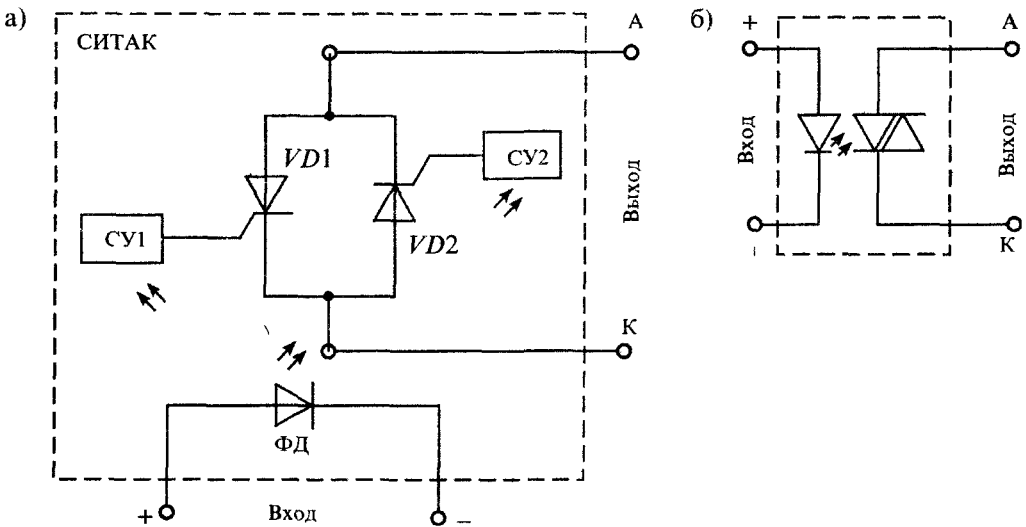 а)
СИТАК
А
VD1
СУ2
СУ1
VD2
Выход
К
ФД
+
Вход
–
б)
+
А
Вход
Выход
-
К